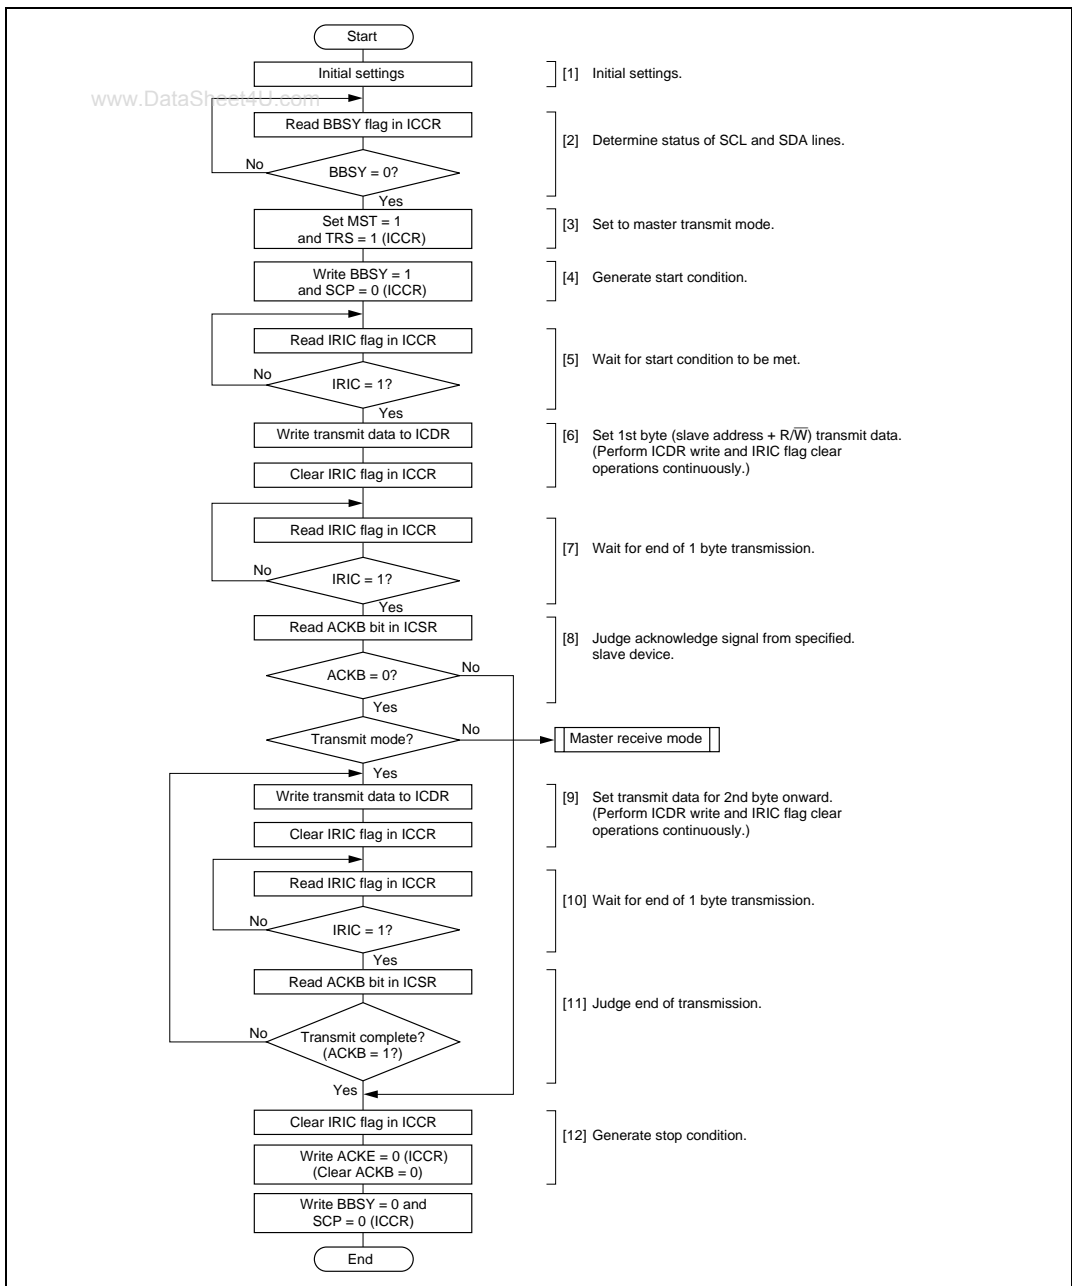 Start
Initial settings
[1] Initial settings.
www.DataSheet4U.com
Read BBSY flag in ICCR
[2] Determine status of SCL and SDA lines.
No
BBSY = 0?
Yes
Set MST = 1
and TRS = 1 (ICCR)
[3] Set to master transmit mode.
Write BBSY = 1
and SCP = 0 (ICCR)
[4] Generate start condition.
Read IRIC flag in ICCR
[5] Wait for start condition to be met.
No
IRIC = 1?
Yes
Write transmit data to ICDR
[6] Set 1st byte (slave address + R/W̅) transmit data.
(Perform ICDR write and IRIC flag clear
operations continuously.)
Clear IRIC flag in ICCR
Read IRIC flag in ICCR
[7] Wait for end of 1 byte transmission.
No
IRIC = 1?
Yes
Read ACKB bit in ICSR
[8] Judge acknowledge signal from specified.
slave device.
ACKB = 0?
No
Yes
Transmit mode?
No
Master receive mode
Yes
Write transmit data to ICDR
[9] Set transmit data for 2nd byte onward.
(Perform ICDR write and IRIC flag clear
operations continuously.)
Clear IRIC flag in ICCR
Read IRIC flag in ICCR
[10] Wait for end of 1 byte transmission.
No
IRIC = 1?
Yes
Read ACKB bit in ICSR
[11] Judge end of transmission.
No
Transmit complete?
(ACKB = 1?)
Yes
Clear IRIC flag in ICCR
[12] Generate stop condition.
Write ACKE = 0 (ICCR)
(Clear ACKB = 0)
Write BBSY = 0 and
SCP = 0 (ICCR)
End